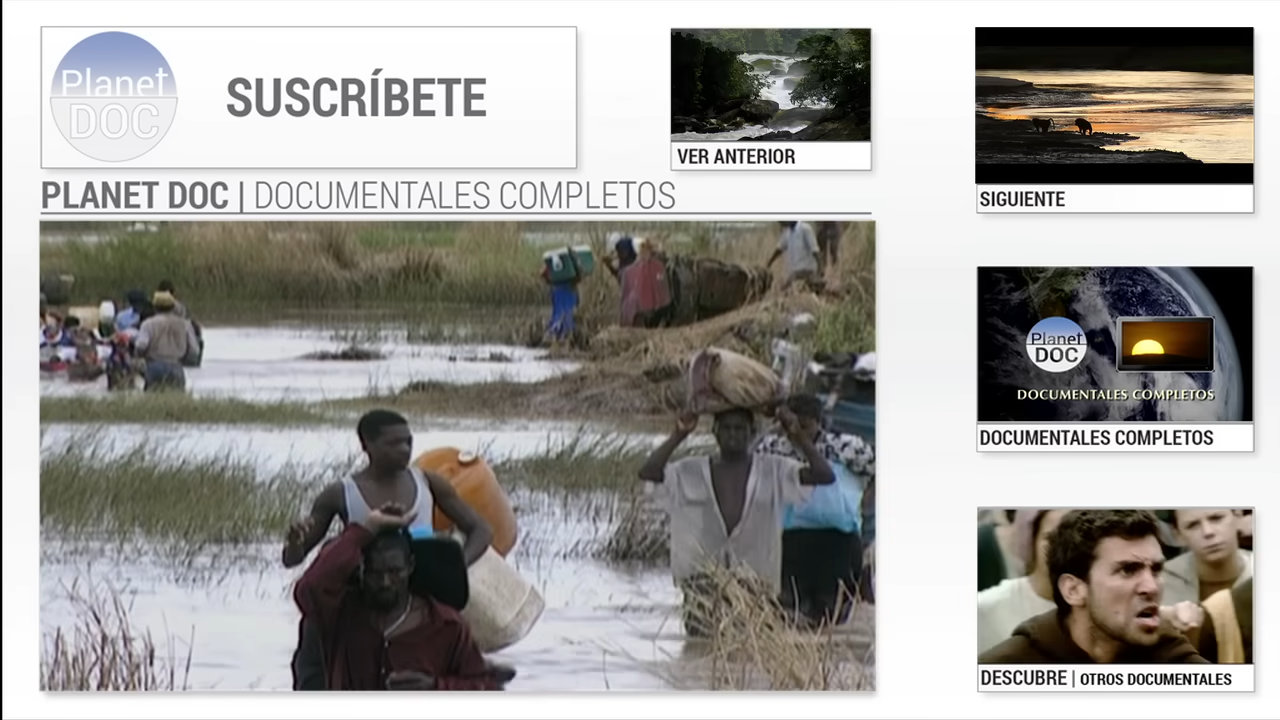 Planet
DOC
SUSCRÍBETE
VER ANTERIOR
PLANET DOC | DOCUMENTALES COMPLETOS
SIGUIENTE
Planet
DOC
DOCUMENTALES COMPLETOS
DOCUMENTALES COMPLETOS
DESCUBRE | OTROS DOCUMENTALES